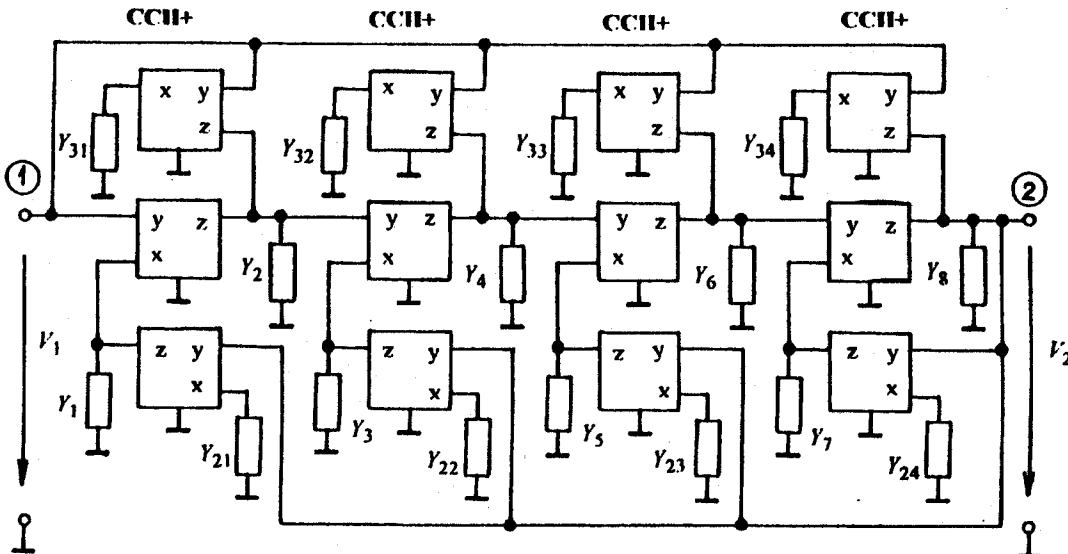 CCII+ CCII+ CCII+ CCII+
x y x y x y x y
z z z z
Y31 Y32 Y33 Y34
1 2
y z y z y z y z
x x x x
Y2 Y4 Y6 Y8
V1 V2
z y z y z y z y
x x x x
Y1 Y3 Y5 Y7
Y21 Y22 Y23 Y24